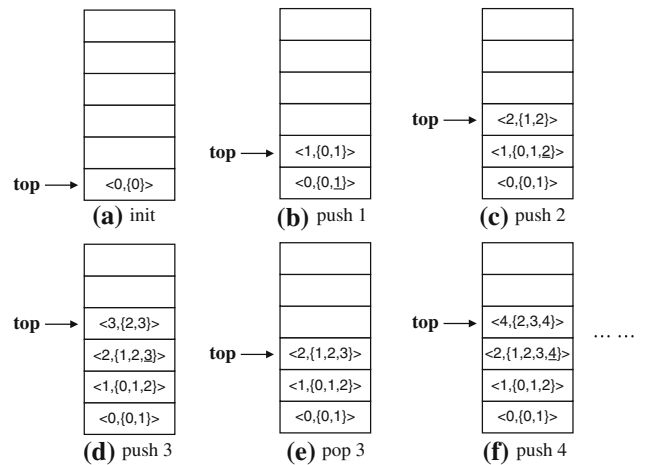 top
<0,{0}>
(a) init
top
<1,{0,1}>
<0,{0,1}>
(b) push 1
top
<2,{1,2}>
<1,{0,1,2}>
<0,{0,1}>
(c) push 2
top
<3,{2,3}>
<2,{1,2,3}>
<1,{0,1,2}>
<0,{0,1}>
(d) push 3
top
<2,{1,2,3}>
<1,{0,1,2}>
<0,{0,1}>
(e) pop 3
top
<4,{2,3,4}>
<2,{1,2,3,4}>
<1,{0,1,2}>
<0,{0,1}>
(f) push 4
... ...